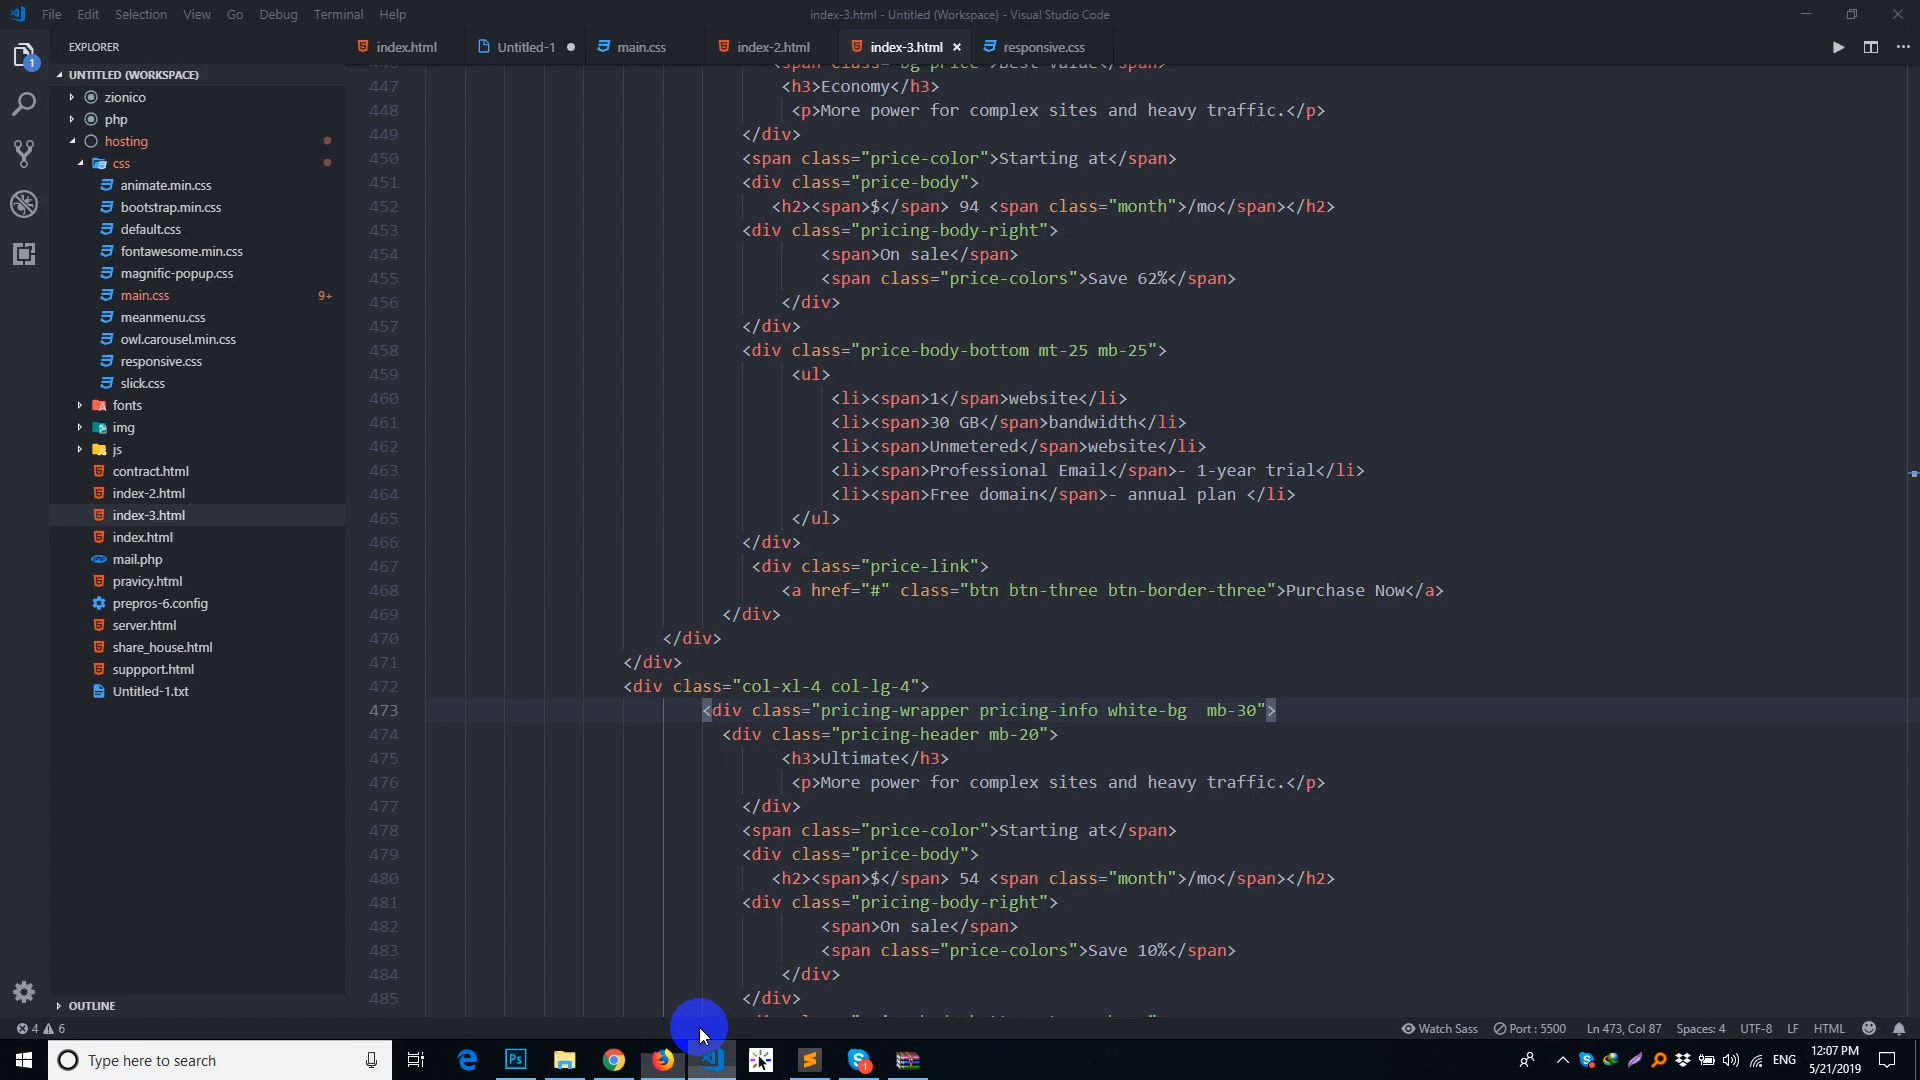 File Edit Selection View Go Debug Terminal Help
index-3.html - Untitled (Workspace) - Visual Studio Code
EXPLORER
UNTITLED (WORKSPACE)
zionico
php
hosting
css
animate.min.css
bootstrap.min.css
default.css
fontawesome.min.css
magnific-popup.css
main.css 9+
meanmenu.css
owl.carousel.min.css
responsive.css
slick.css
fonts
img
js
contract.html
index-2.html
index-3.html
index.html
mail.php
pravicy.html
prepros-6.config
server.html
share_house.html
suppport.html
Untitled-1.txt
OUTLINE
index.html Untitled-1 main.css index-2.html index-3.html responsive.css
447 <h3>Economy</h3>
448 <p>More power for complex sites and heavy traffic.</p>
449 </div>
450 <span class="price-color">Starting at</span>
451 <div class="price-body">
452 <h2><span>$</span> 94 <span class="month">/mo</span></h2>
453 <div class="pricing-body-right">
454 <span>On sale</span>
455 <span class="price-colors">Save 62%</span>
456 </div>
457 </div>
458 <div class="price-body-bottom mt-25 mb-25">
459 <ul>
460 <li><span>1</span>website</li>
461 <li><span>30 GB</span>bandwidth</li>
462 <li><span>Unmetered</span>website</li>
463 <li><span>Professional Email</span>- 1-year trial</li>
464 <li><span>Free domain</span>- annual plan </li>
465 </ul>
466 </div>
467 <div class="price-link">
468 <a href="#" class="btn btn-three btn-border-three">Purchase Now</a>
469 </div>
470 </div>
471 </div>
472 <div class="col-xl-4 col-lg-4">
473 <div class="pricing-wrapper pricing-info white-bg  mb-30">
474 <div class="pricing-header mb-20">
475 <h3>Ultimate</h3>
476 <p>More power for complex sites and heavy traffic.</p>
477 </div>
478 <span class="price-color">Starting at</span>
479 <div class="price-body">
480 <h2><span>$</span> 54 <span class="month">/mo</span></h2>
481 <div class="pricing-body-right">
482 <span>On sale</span>
483 <span class="price-colors">Save 10%</span>
484 </div>
485 </div>
4 6
Watch Sass Port : 5500 Ln 473, Col 87 Spaces: 4 UTF-8 LF HTML
Type here to search
ENG
12:07 PM
5/21/2019